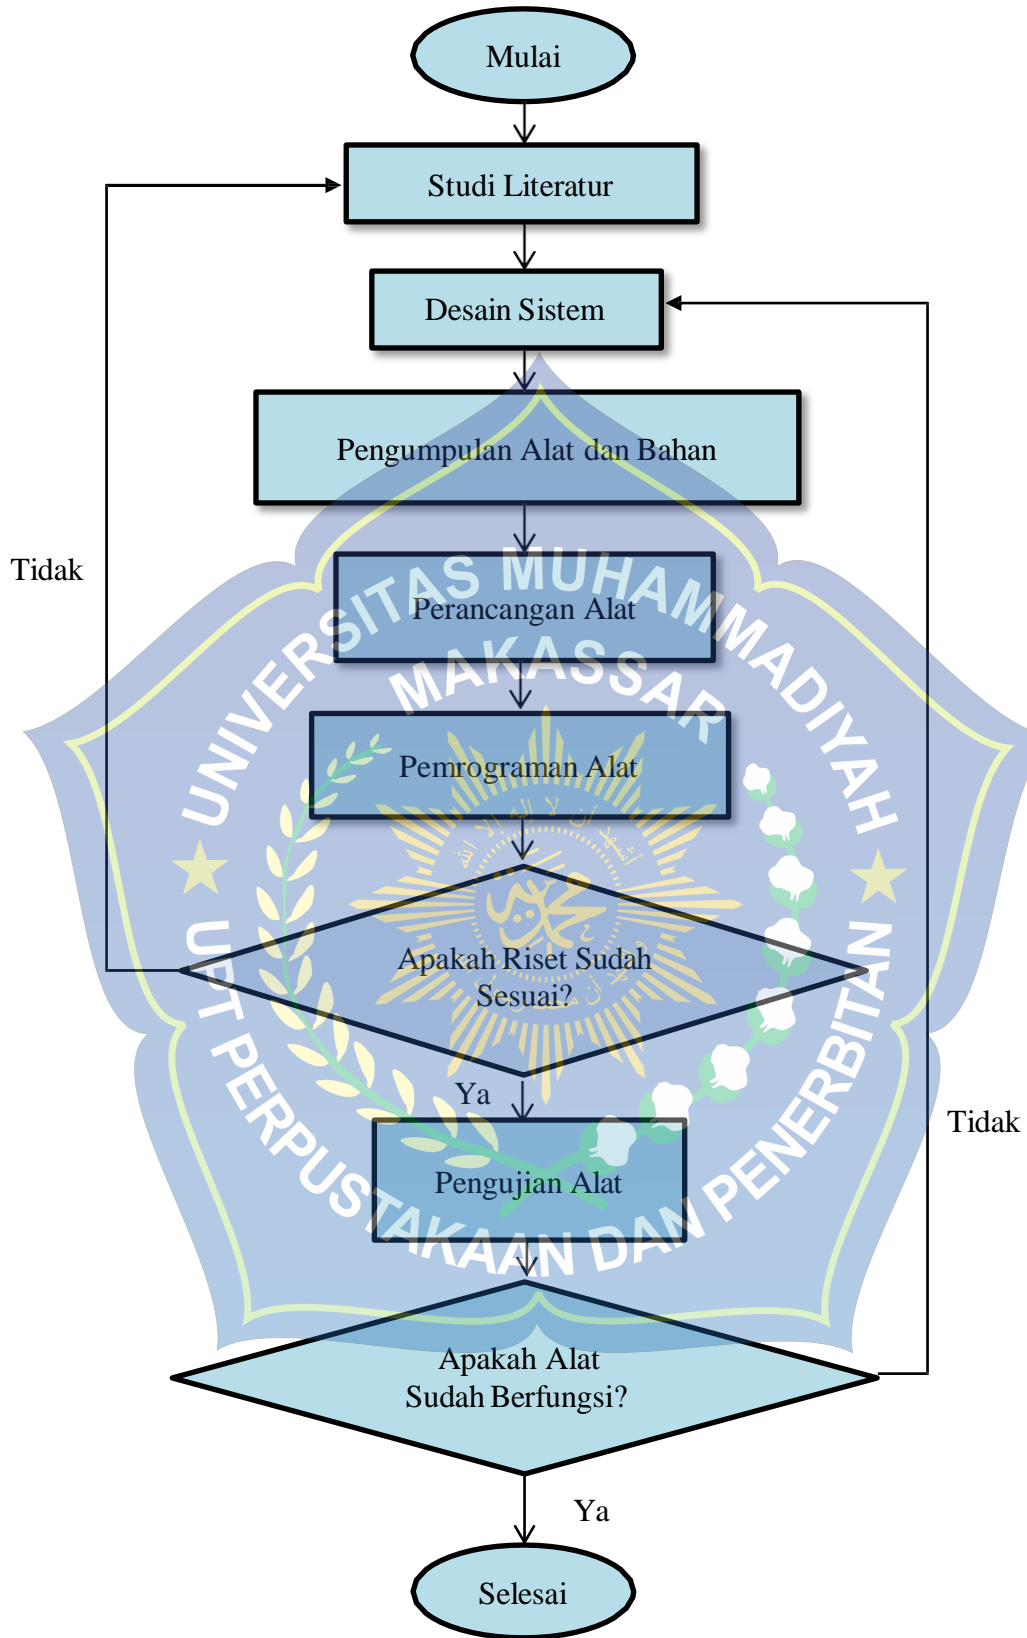 Mulai
Studi Literatur
Desain Sistem
Pengumpulan Alat dan Bahan
Tidak
UNIVERSITAS MUHAMMADIYAH
MAKASSAR
Perancangan Alat
Pemrograman Alat
Apakah Riset Sudah
Sesuai?
Ya
Tidak
Pengujian Alat
UPT PERPUSTAKAAN DAN PENERBITAN
Apakah Alat
Sudah Berfungsi?
Ya
Selesai